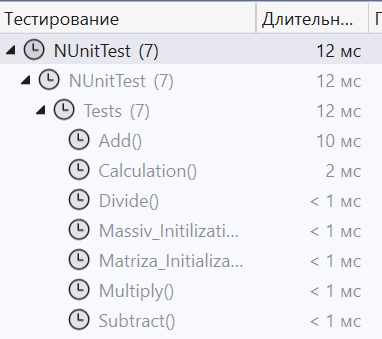 Тестирование Длительн...
NUnitTest (7) 12 мс
NUnitTest (7) 12 мс
Tests (7) 12 мс
Add() 10 мс
Calculation() 2 мс
Divide() < 1 мс
Massiv_Initilizati... < 1 мс
Matriza_Initializa... < 1 мс
Multiply() < 1 мс
Subtract() < 1 мс